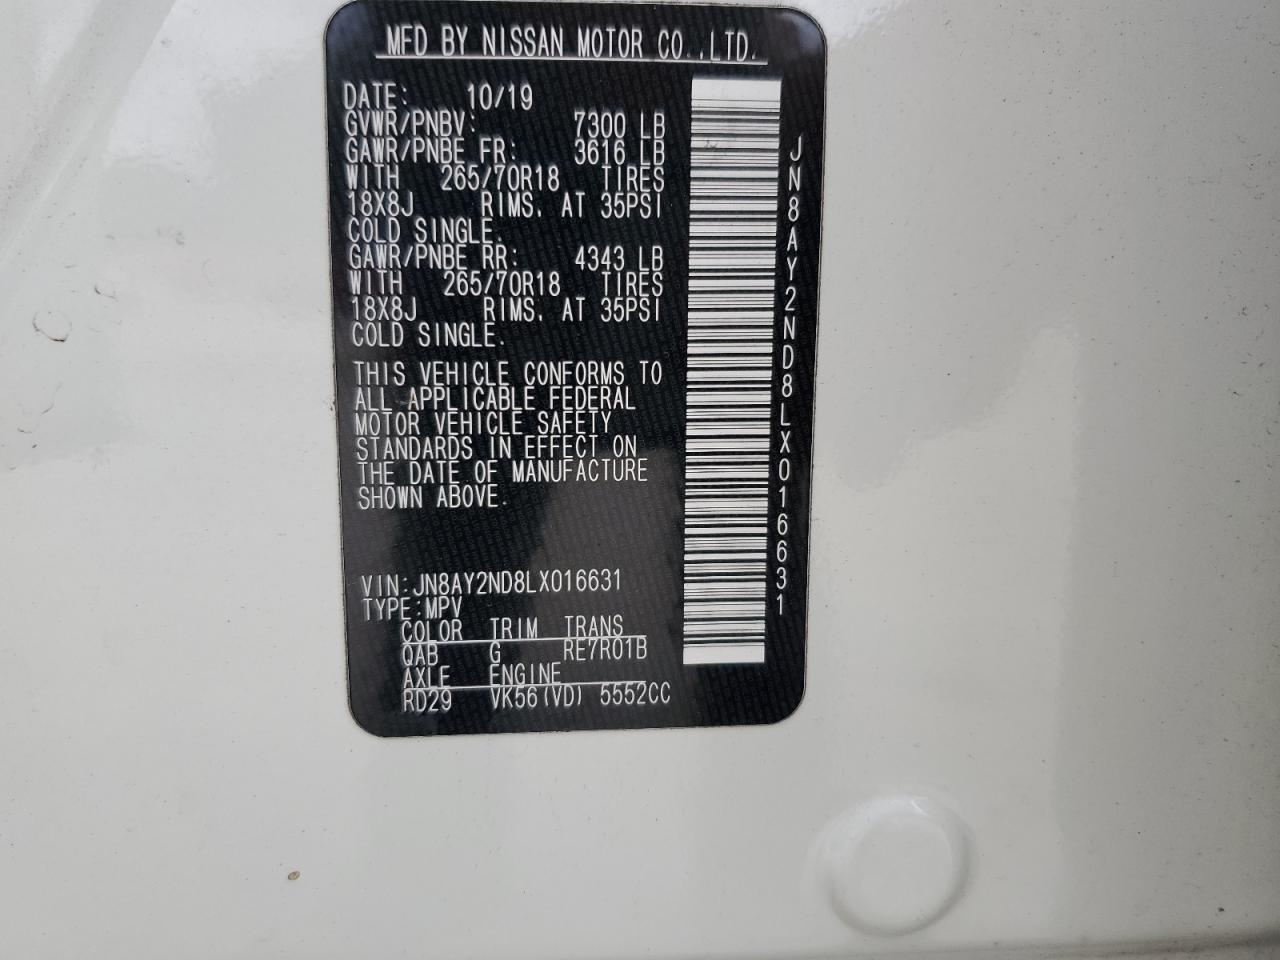 MFD BY NISSAN MOTOR CO.,LTD.
DATE: 10/19
GVWR/PNBV: 7300 LB
GAWR/PNBE FR: 3616 LB
WITH 265/70R18 TIRES
18X8J RIMS. AT 35PSI
COLD SINGLE.
GAWR/PNBE RR: 4343 LB
WITH 265/70R18 TIRES
18X8J RIMS. AT 35PSI
COLD SINGLE.
THIS VEHICLE CONFORMS TO
ALL APPLICABLE FEDERAL
MOTOR VEHICLE SAFETY
STANDARDS IN EFFECT ON
THE DATE OF MANUFACTURE
SHOWN ABOVE.
VIN:JN8AY2ND8LX016631
TYPE:MPV
COLOR TRIM TRANS
QAB G RE7R01B
AXLE ENGINE
RD29 VK56(VD) 5552CC
JN8AY2ND8LX016631